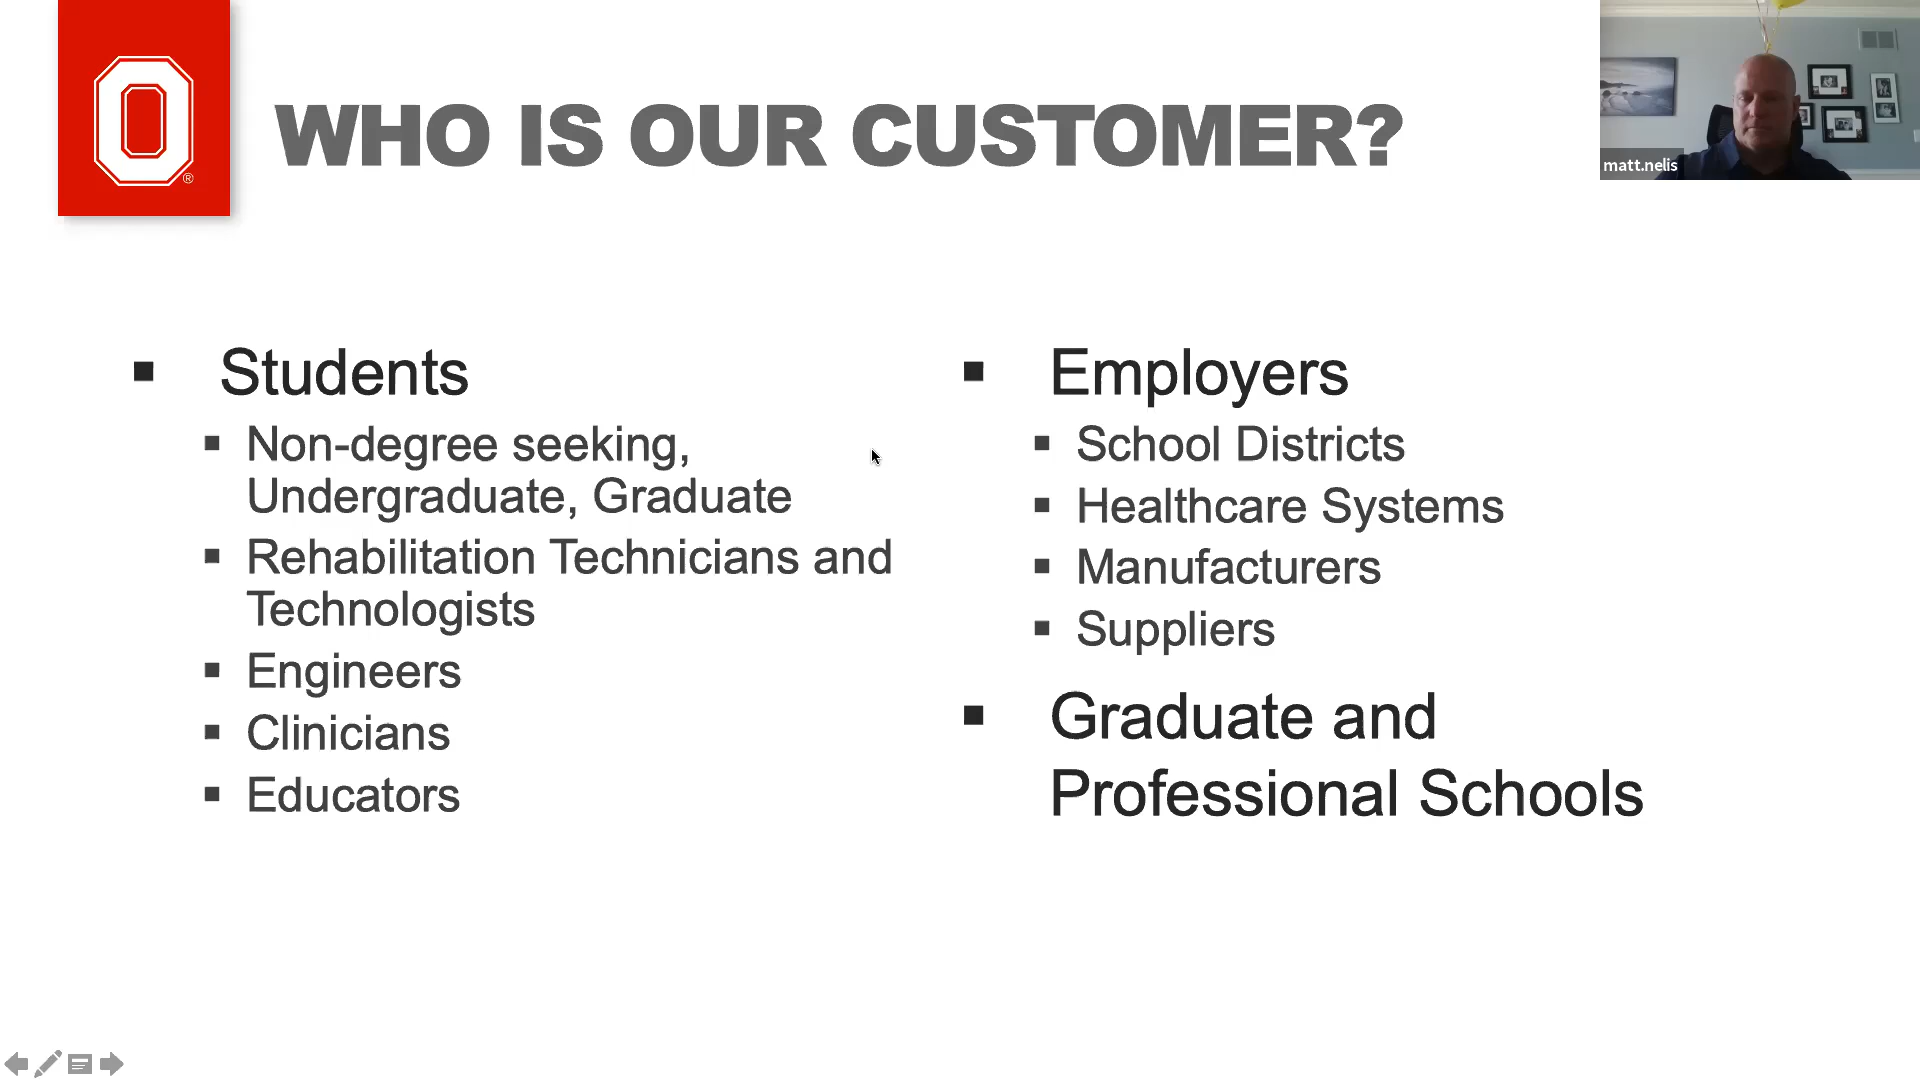 WHO IS OUR CUSTOMER?
matt.nelis
O
®
▪ Students
▪ Non-degree seeking,
Undergraduate, Graduate
▪ Rehabilitation Technicians and
Technologists
▪ Engineers
▪ Clinicians
▪ Educators
▪ Employers
▪ School Districts
▪ Healthcare Systems
▪ Manufacturers
▪ Suppliers
▪ Graduate and
Professional Schools